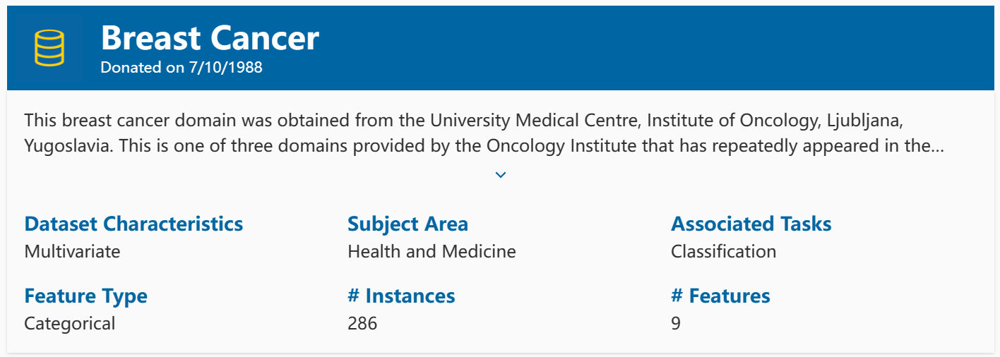 Breast Cancer
Donated on 7/10/1988
This breast cancer domain was obtained from the University Medical Centre, Institute of Oncology, Ljubljana,
Yugoslavia. This is one of three domains provided by the Oncology Institute that has repeatedly appeared in the...
Dataset Characteristics
Multivariate
Subject Area
Health and Medicine
Associated Tasks
Classification
Feature Type
Categorical
# Instances
286
# Features
9